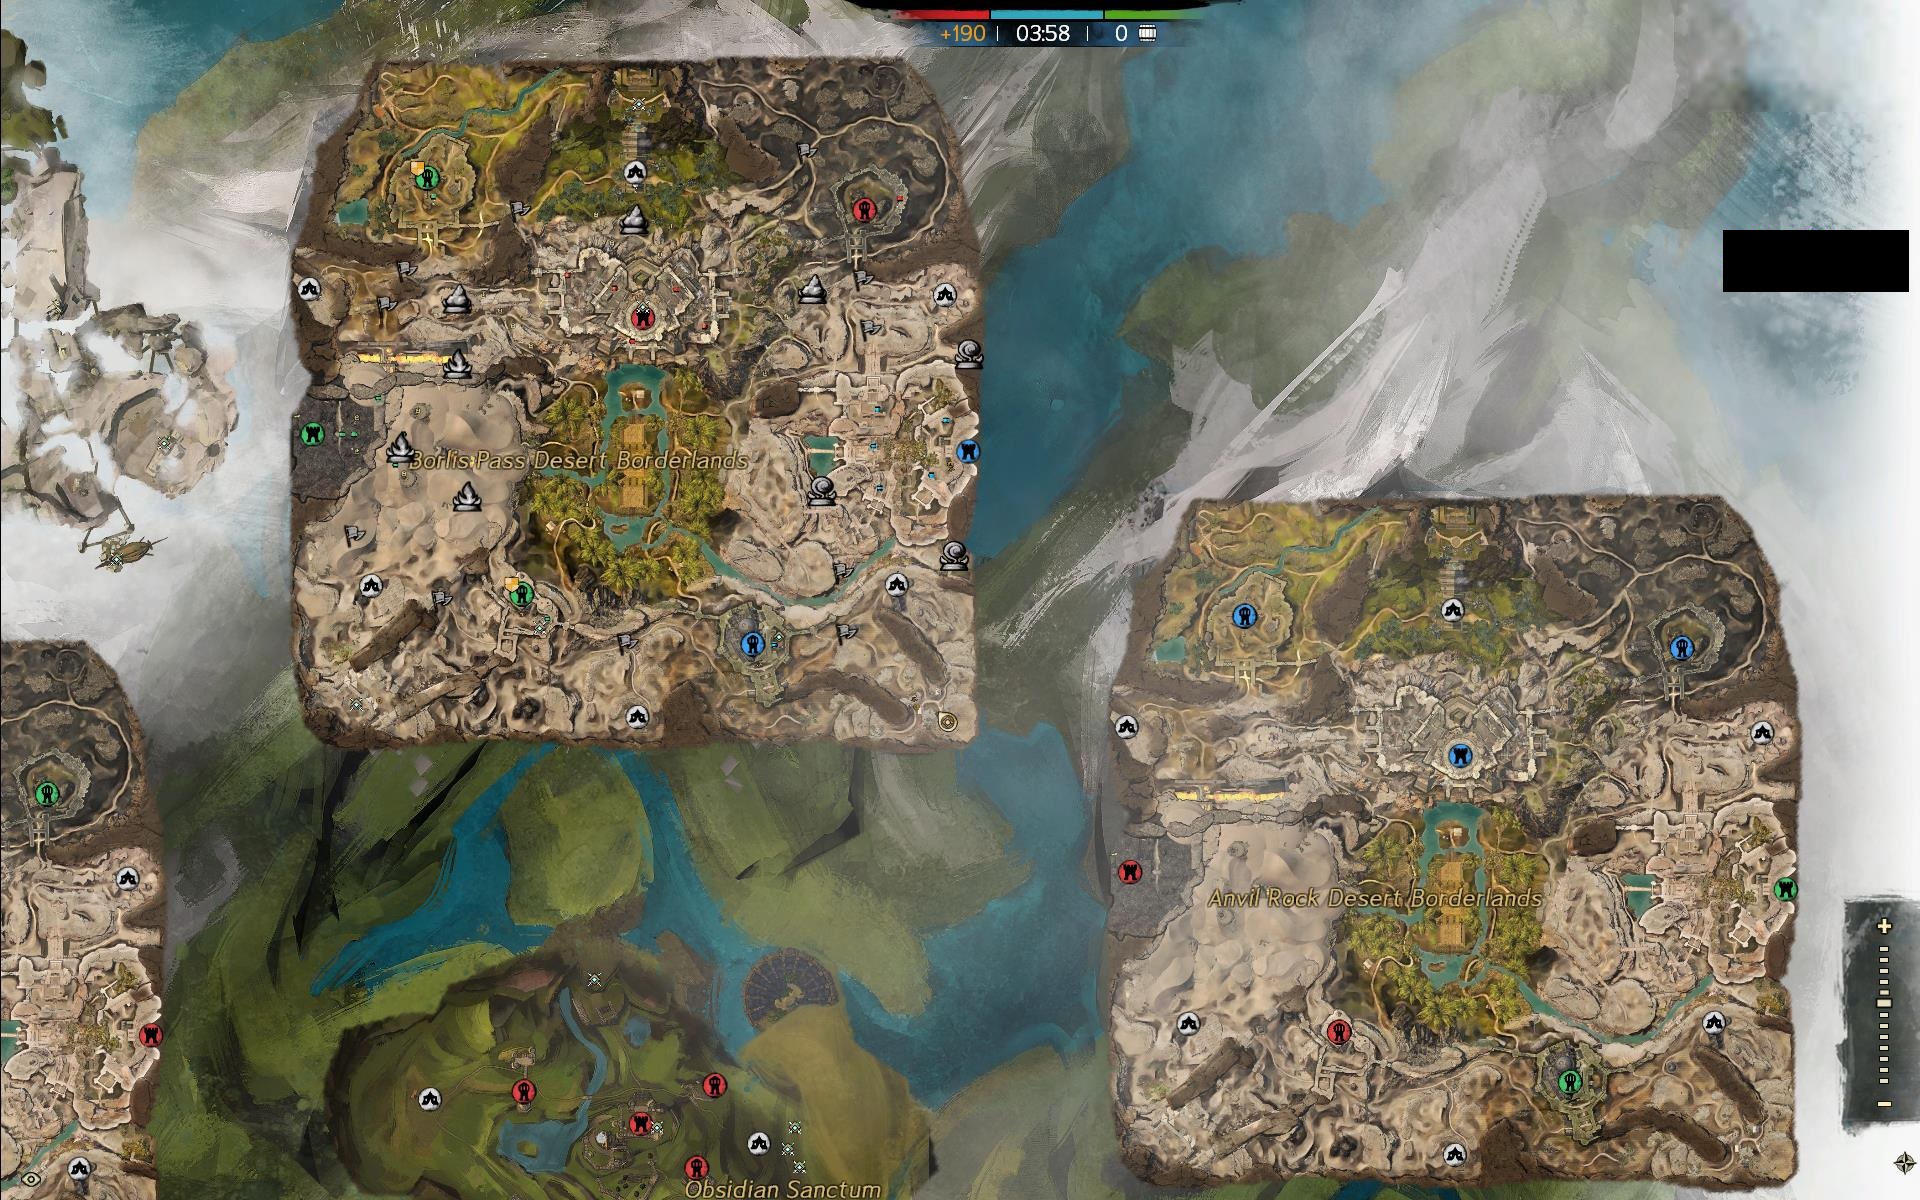 +190 | 03:58 | 0
Borlis Pass Desert Borderlands
Anvil Rock Desert Borderlands
Obsidian Sanctum